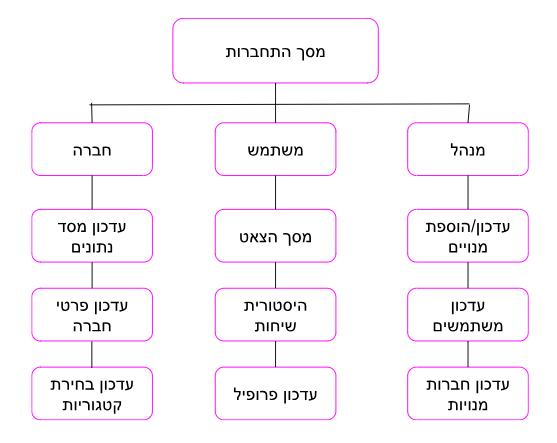 מסך התחברות
מנהל
משתמש
חברה
עדכון/הוספת
מנויים
מסך הצאט
עדכון מסד
נתונים
עדכון
משתמשים
היסטורית
שיחות
עדכון פרטי
חברה
עדכון חברות
מנויות
עדכון פרופיל
עדכון בחירת
קטגוריות